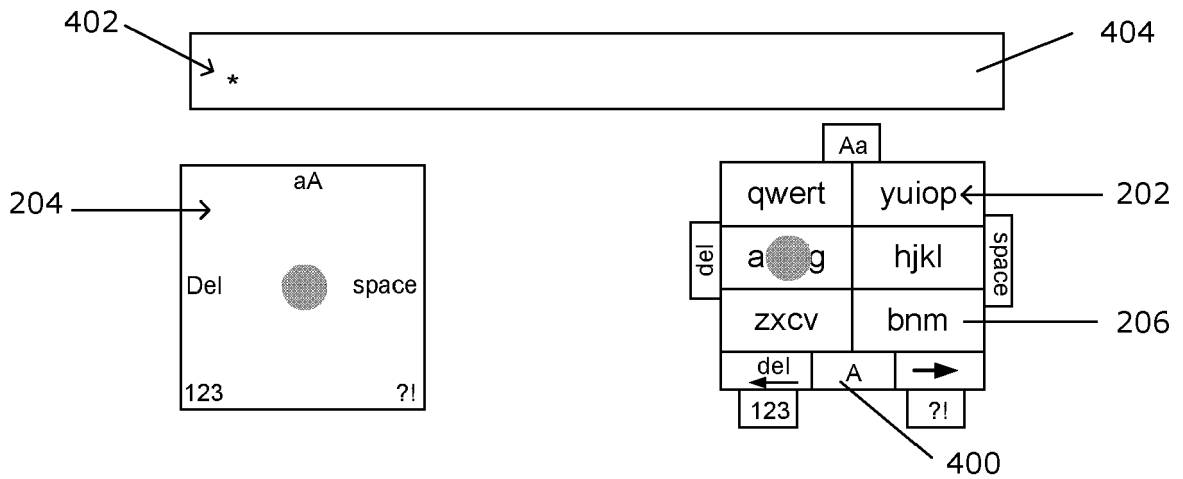 402
*
404
Aa
aA
204
qwert
yuiop
202
Del
space
del
a g
hjkl
space
zxcv
bnm
206
123
?!
del
A
123
?!
400